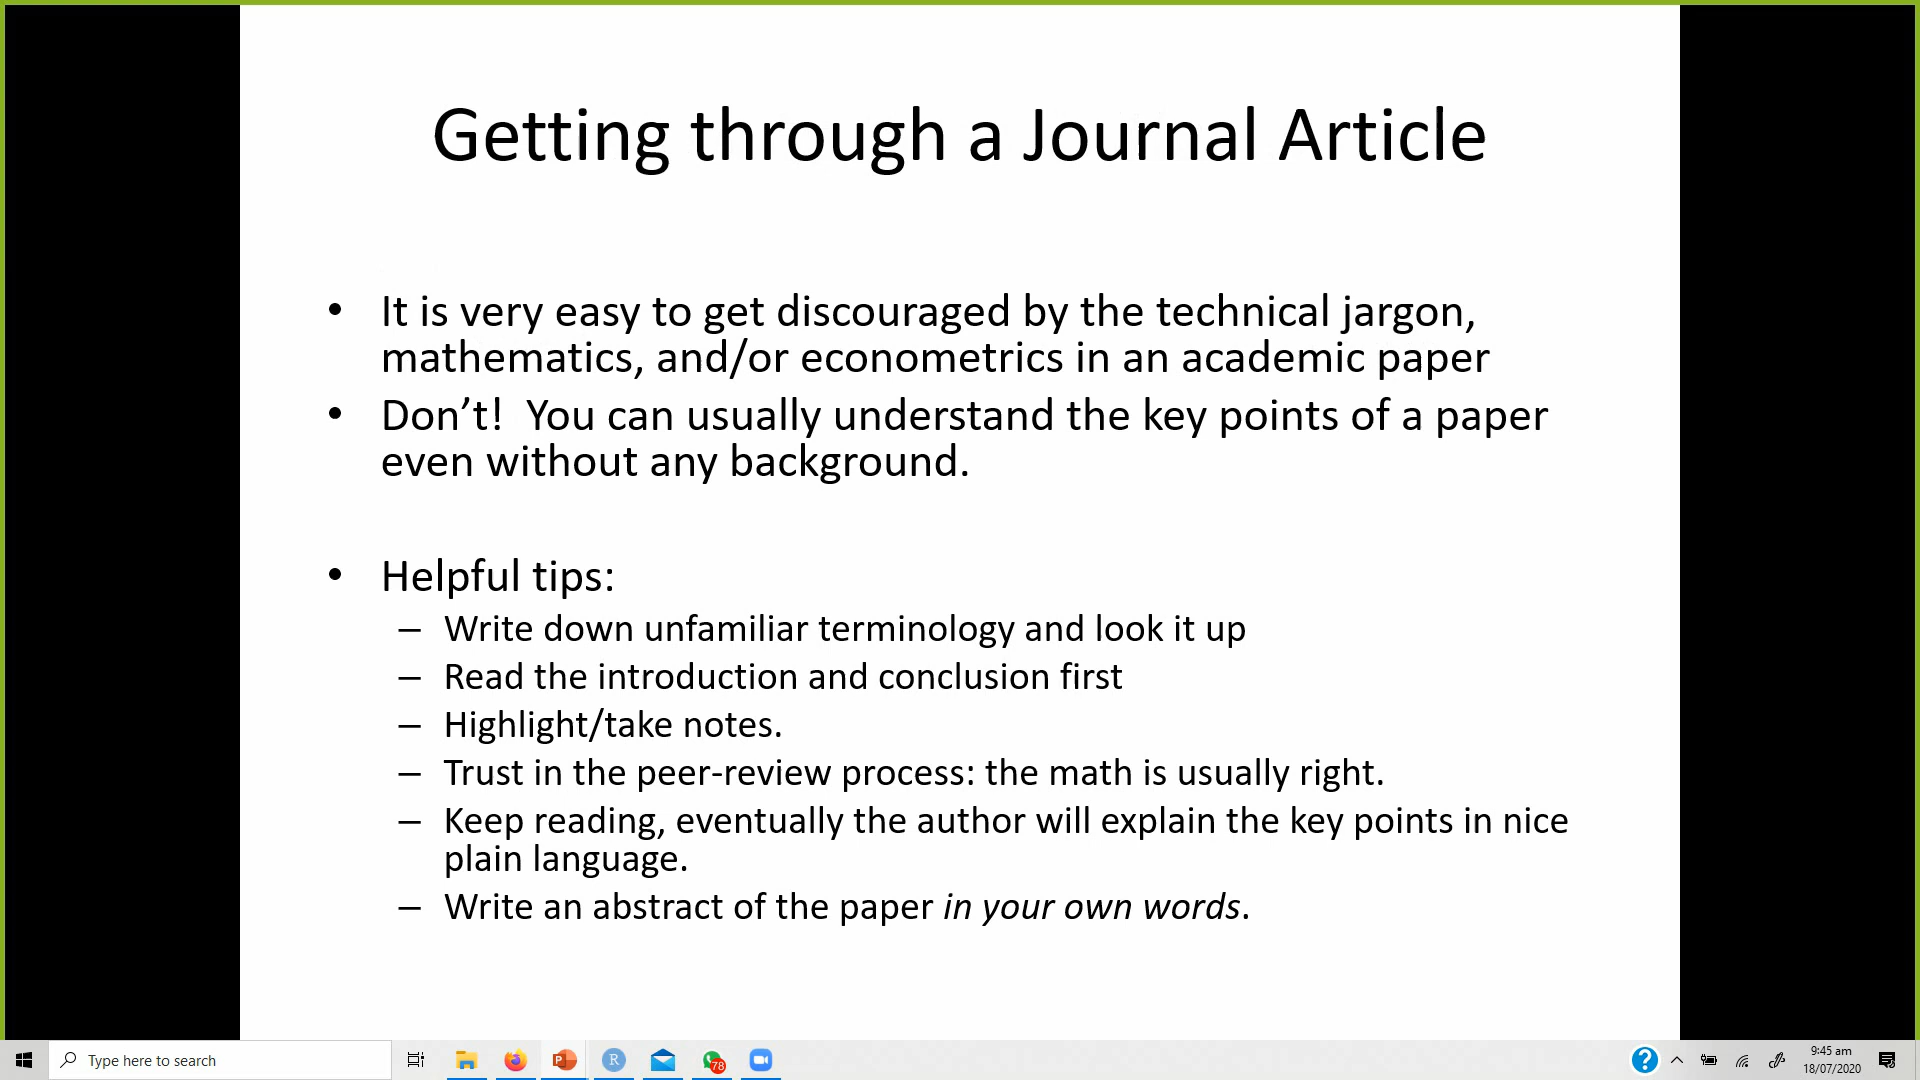 Getting through a Journal Article
• It is very easy to get discouraged by the technical jargon,
mathematics, and/or econometrics in an academic paper
• Don’t!  You can usually understand the key points of a paper
even without any background.
• Helpful tips:
– Write down unfamiliar terminology and look it up
– Read the introduction and conclusion first
– Highlight/take notes.
– Trust in the peer-review process: the math is usually right.
– Keep reading, eventually the author will explain the key points in nice
plain language.
– Write an abstract of the paper in your own words.
Type here to search
R
78
9:45 am
18/07/2020